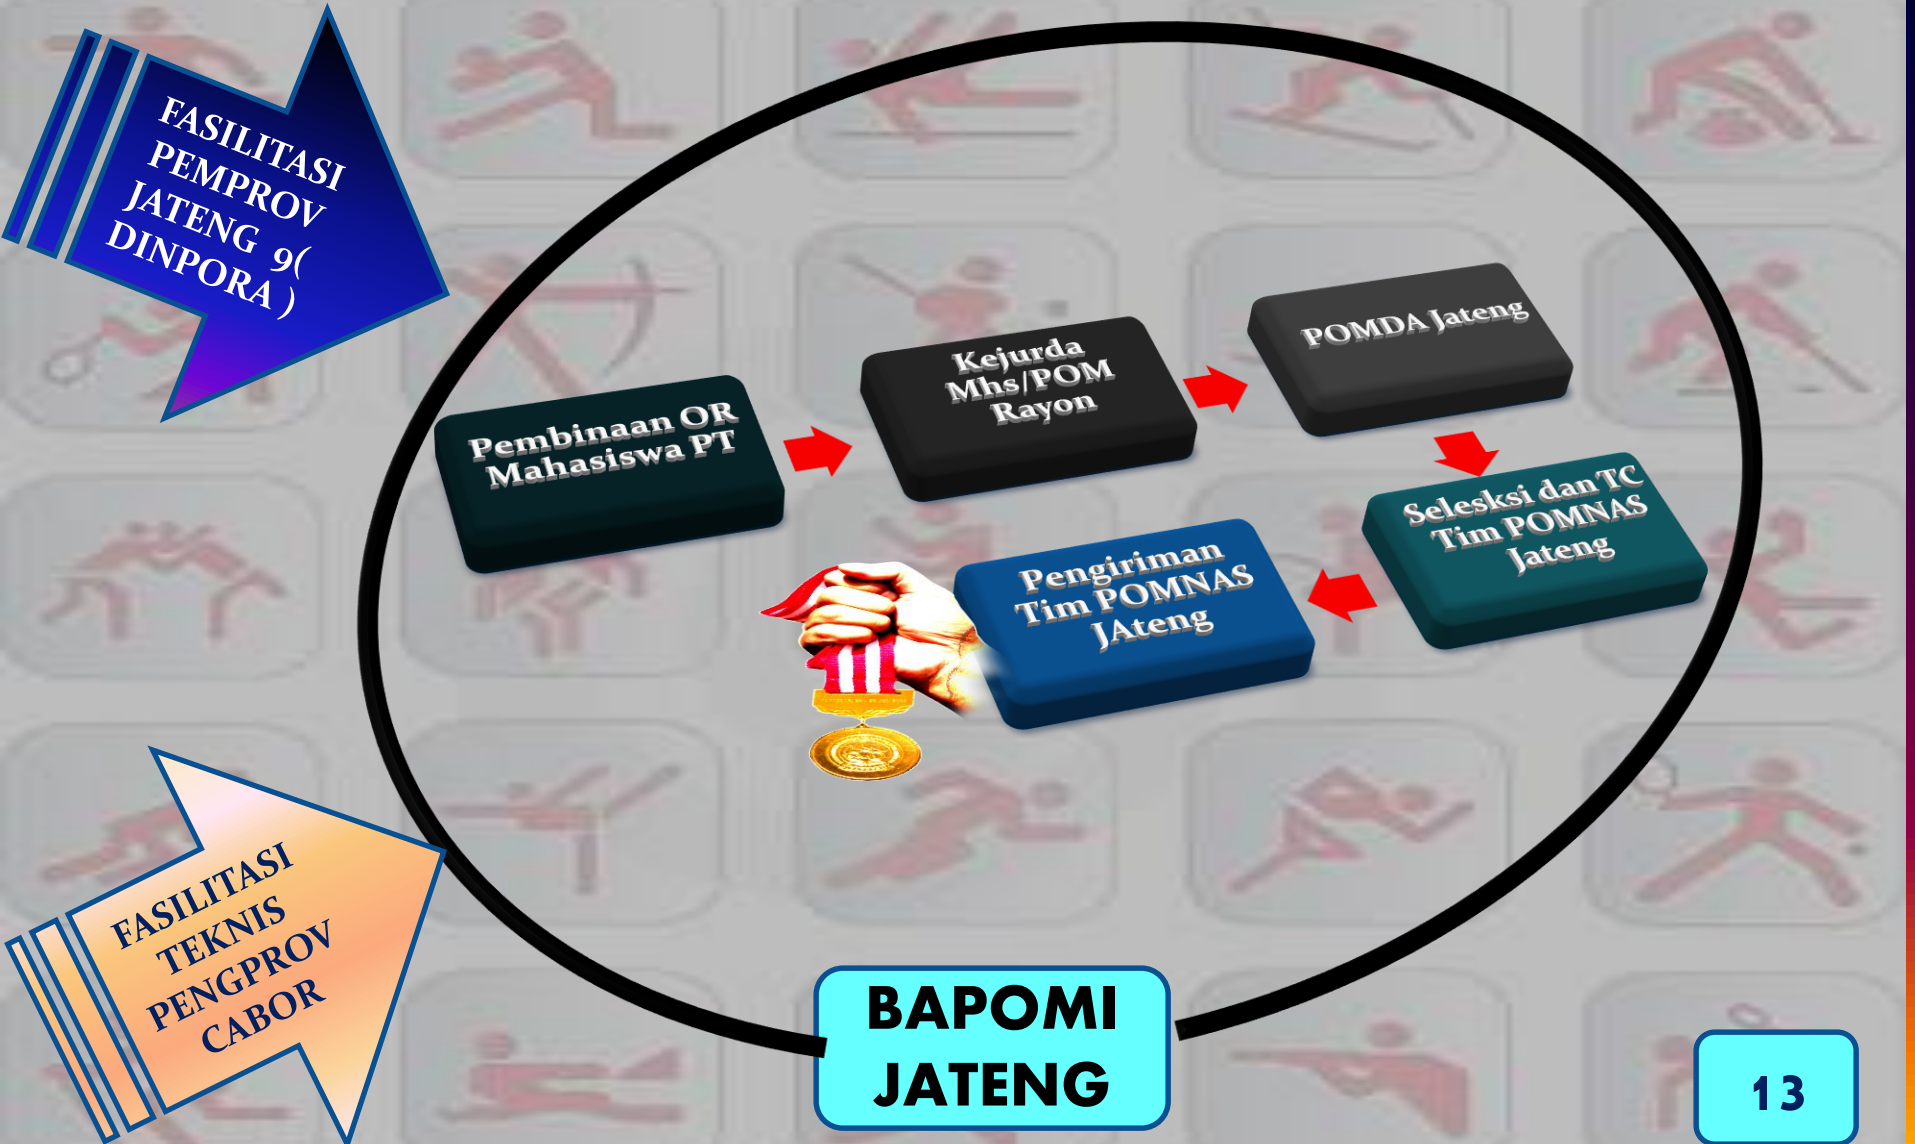 FASILITASI
PEMPROV
JATENG 9(
DINPORA )
Pembinaan OR
Mahasiswa PT
Kejurda
Mhs/POM
Rayon
POMDA Jateng
Selesksi dan TC
Tim POMNAS
Jateng
Pengiriman
Tim POMNAS
JAteng
FASILITASI
TEKNIS
PENGPROV
CABOR
BAPOMI
JATENG
13